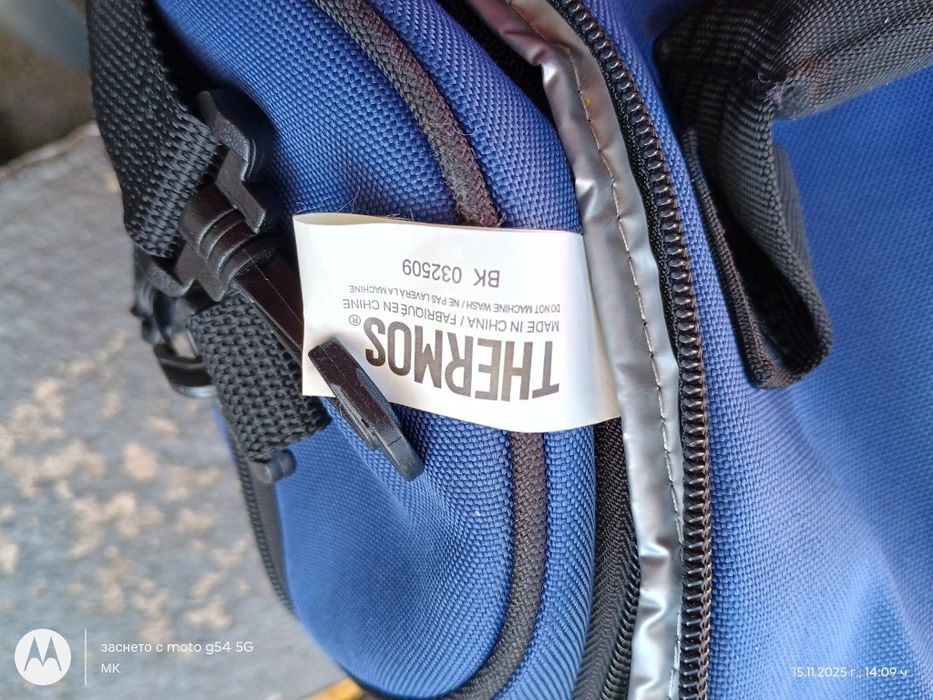 THERMOS®
MADE IN CHINA / FABRIQUÉ EN CHINE
DO NOT MACHINE WASH / NE PAS LAVER À LA MACHINE
BK 032509
заснето с moto g54 5G
МК.
15.11.2025 г., 14:09 ч.